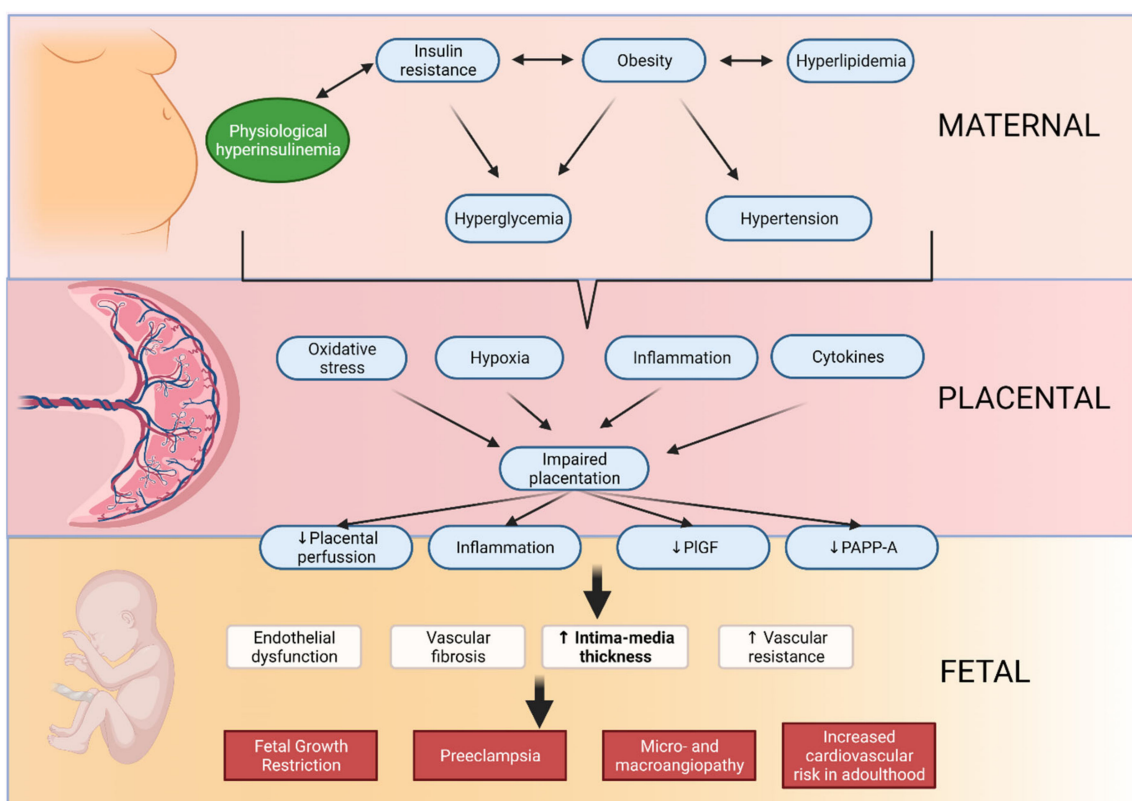 Insulin
resistance
Obesity
Hyperlipidemia
Physiological
hyperinsulinemia
MATERNAL
Hyperglycemia
Hypertension
Oxidative
stress
Hypoxia
Inflammation
Cytokines
PLACENTAL
Impaired
placentation
↓Placental
perfussion
Inflammation
↓PlGF
↓PAPP-A
Endothelial
dysfunction
Vascular
fibrosis
↑ Intima-media
thickness
↑ Vascular
resistance
FETAL
Fetal Growth
Restriction
Preeclampsia
Micro- and
macroangiopathy
Increased
cardiovascular
risk in adoulthood